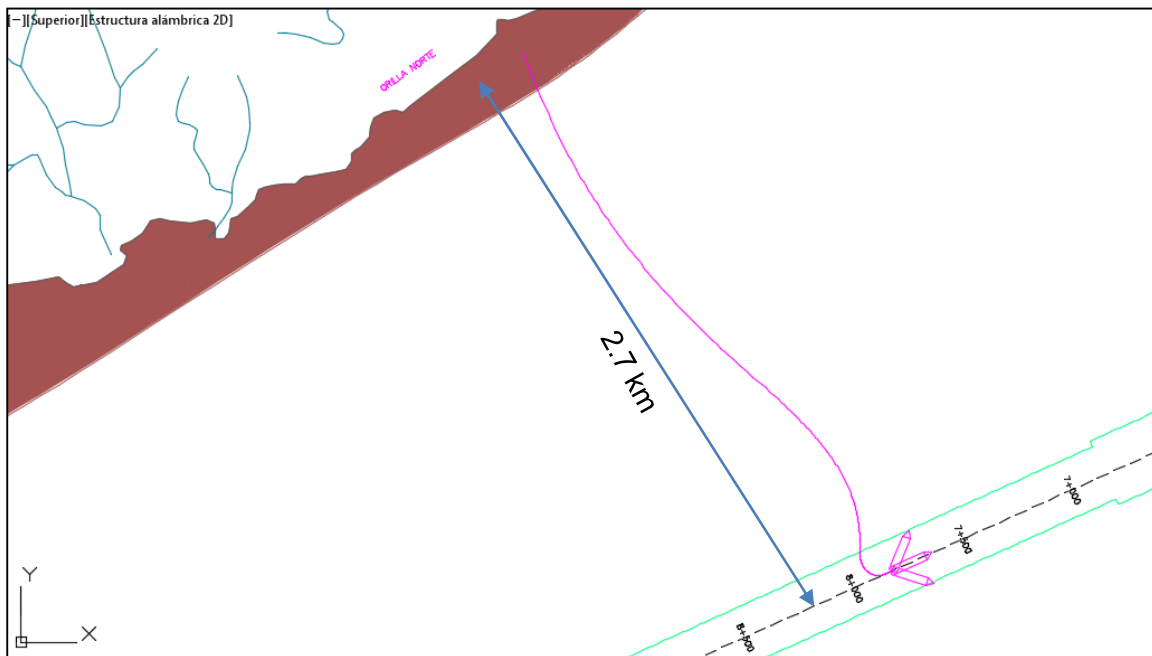 [−][Superior][Estructura alámbrica 2D]
ORILLA NORTE
2.7 km
7+000
7+500
8+000
8+500
Y
X